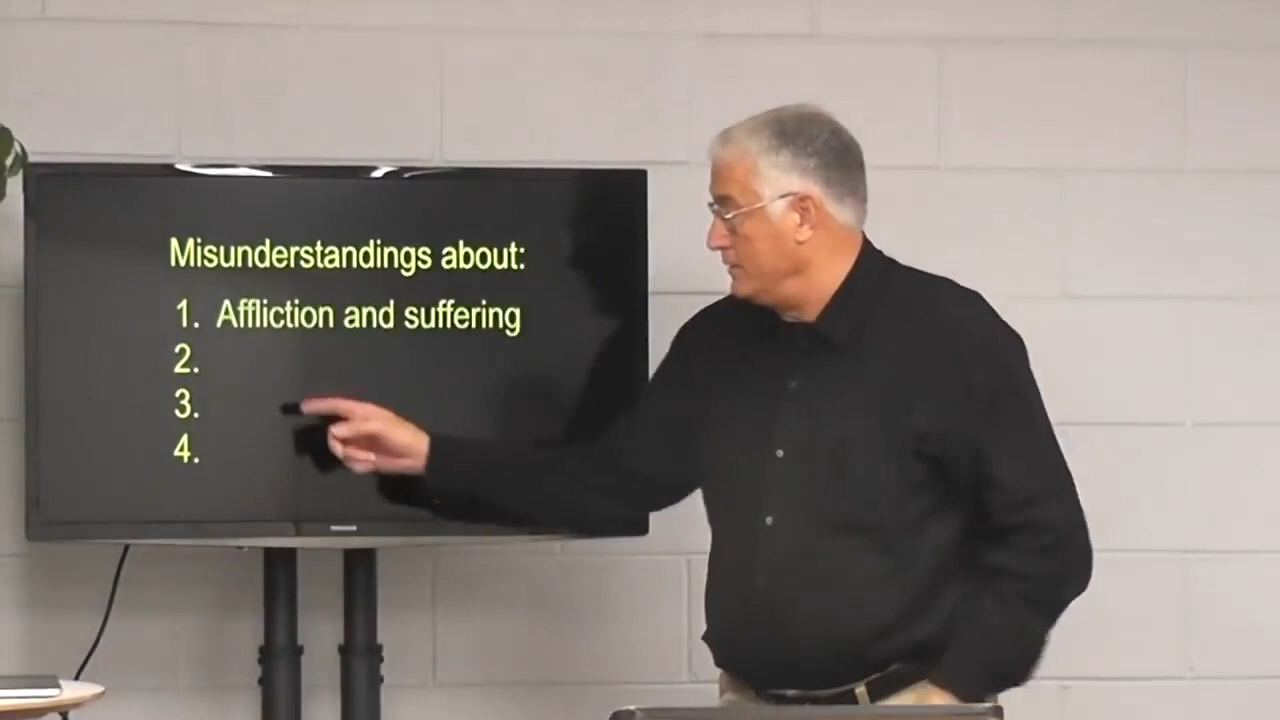 Misunderstandings about:
1. Affliction and suffering
2.
3.
4.